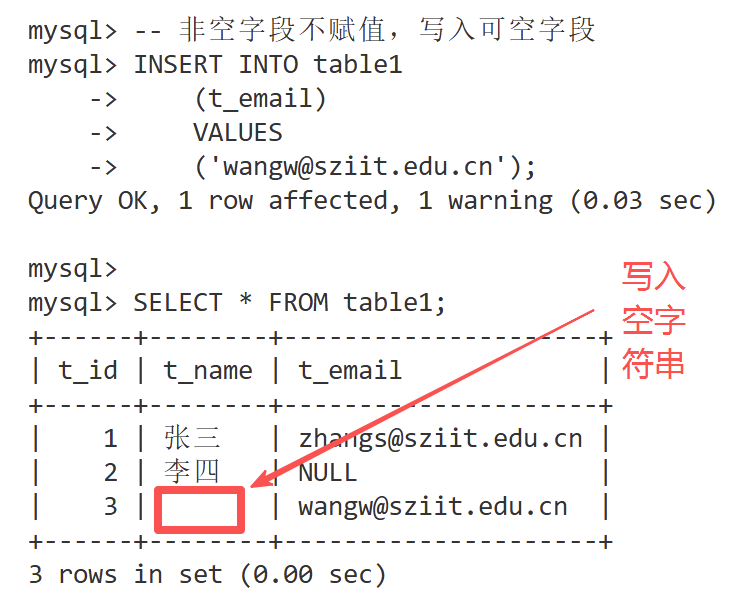 mysql> -- 非空字段不赋值，写入可空字段
mysql> INSERT INTO table1
    ->     (t_email)
    ->     VALUES
    ->     ('wangw@sziit.edu.cn');
Query OK, 1 row affected, 1 warning (0.03 sec)

mysql>
mysql> SELECT * FROM table1;
+------+--------+---------------------+
| t_id | t_name | t_email             |
+------+--------+---------------------+
|    1 | 张三   | zhangs@sziit.edu.cn |
|    2 | 李四   | NULL                |
|    3 |        | wangw@sziit.edu.cn  |
+------+--------+---------------------+
3 rows in set (0.00 sec)
写入
空字
符串